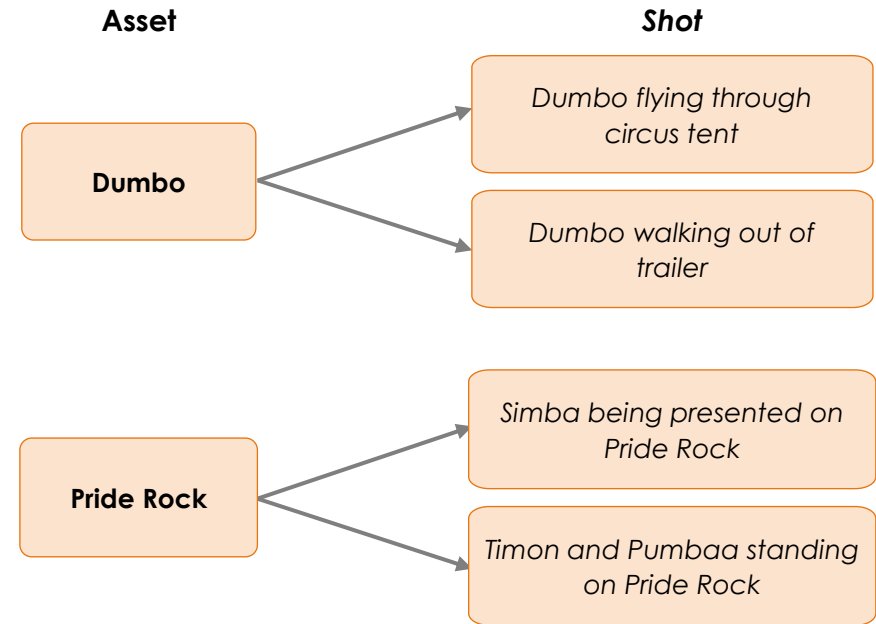 Asset
Shot
Dumbo
Dumbo flying through
circus tent
Dumbo walking out of
trailer
Pride Rock
Simba being presented on
Pride Rock
Timon and Pumbaa standing
on Pride Rock